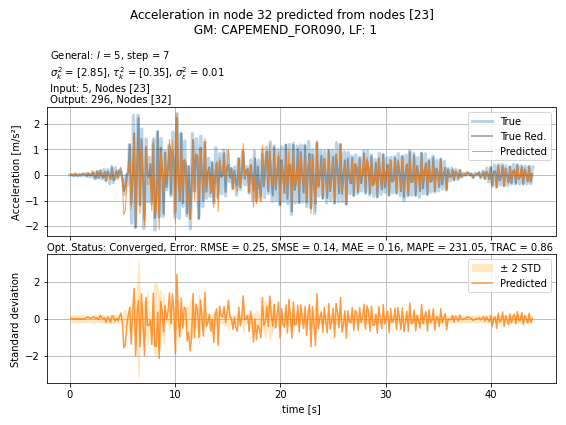 Acceleration in node 32 predicted from nodes [23]
GM: CAPEMEND_FOR090, LF: 1
General: l = 5, step = 7
σ²ₖ = [2.85], τ²ₖ = [0.35], σ²ε = 0.01
Input: 5, Nodes [23]
Output: 296, Nodes [32]
Acceleration [m/s²]
2
1
0
−1
−2
True
True Red.
Predicted
Opt. Status: Converged, Error: RMSE = 0.25, SMSE = 0.14, MAE = 0.16, MAPE = 231.05, TRAC = 0.86
Standard deviation
2
0
−2
± 2 STD
Predicted
0
10
20
30
40
time [s]